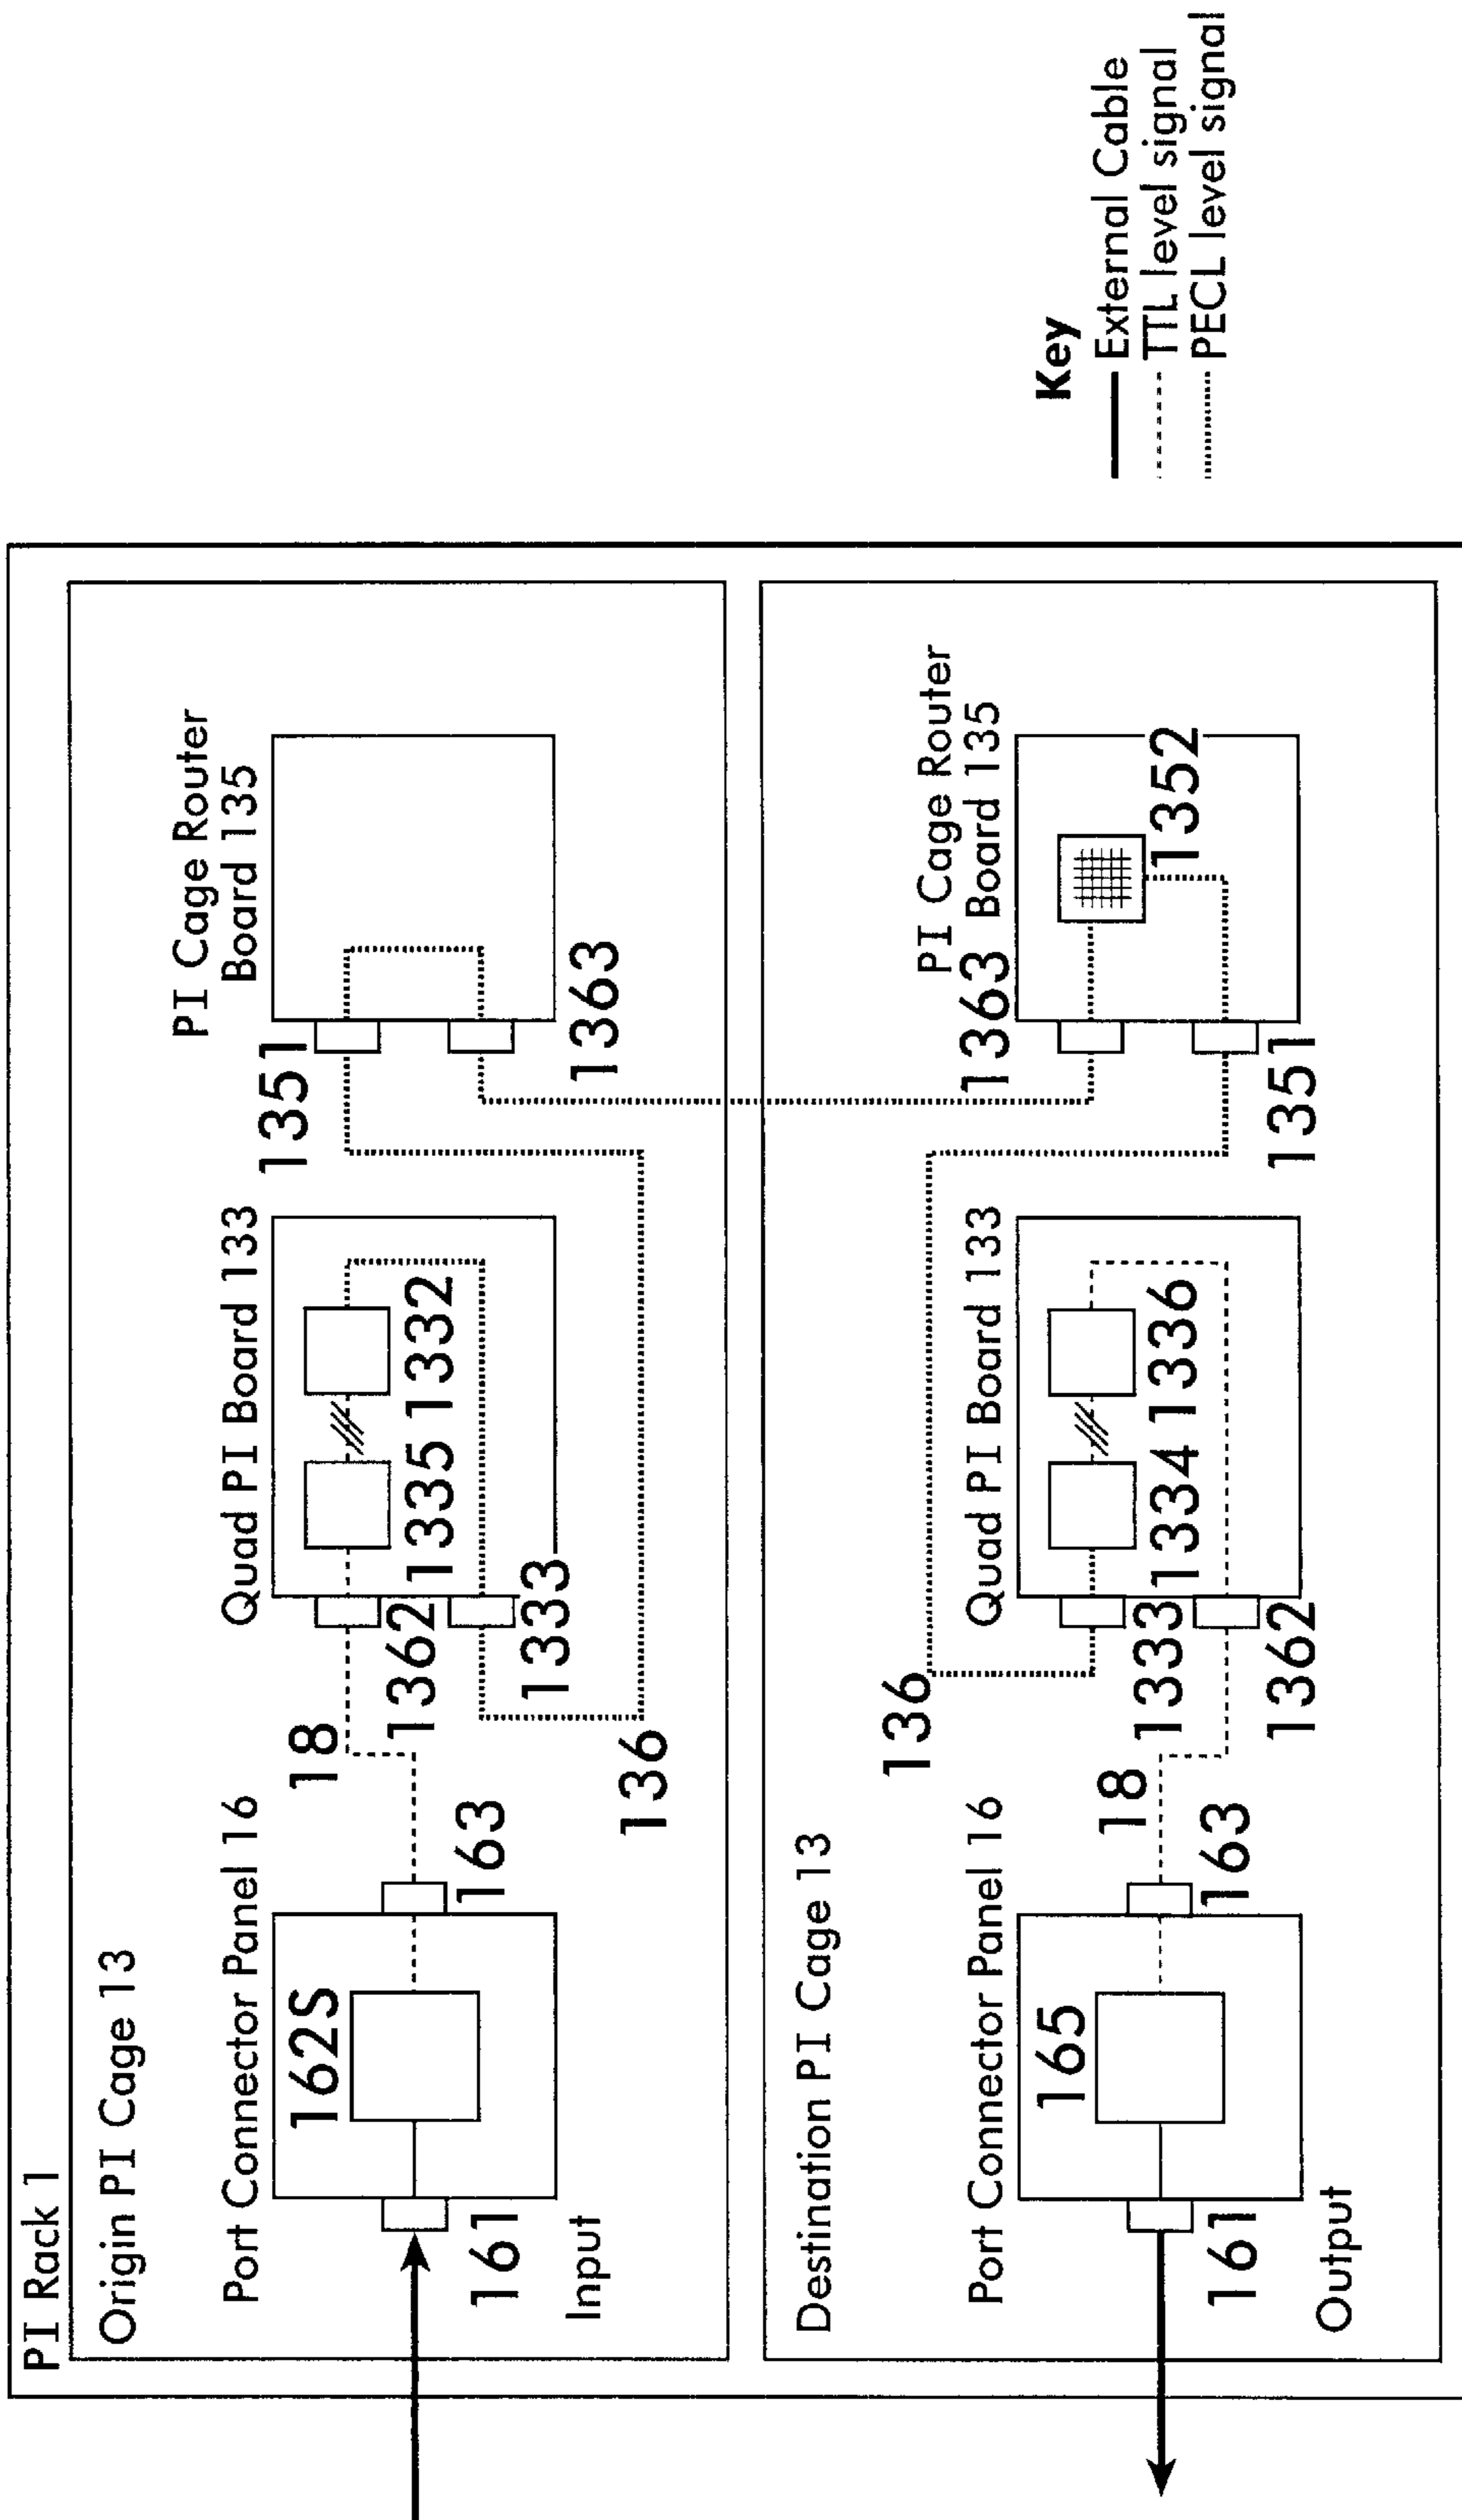 PI Rack 1
Origin PI Cage 13
Port Connector Panel 16
162S
161
Input
163
18
Quad PI Board 133
1362
1335
1332
1333
136
PI Cage Router
Board 135
1351
1363
Destination PI Cage 13
Port Connector Panel 16
165
161
Output
163
18
136
Quad PI Board 133
1333
1334
1336
1362
PI Cage Router
Board 135
1363
1352
1351
Key
External Cable
TTL level signal
PECL level signal